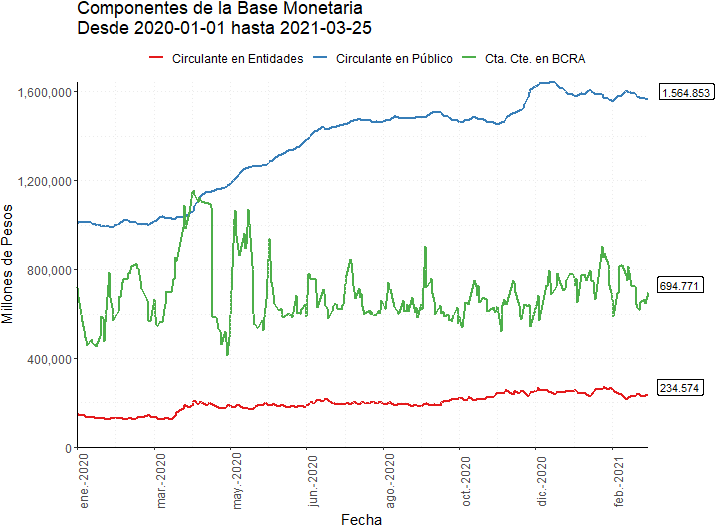 Componentes de la Base Monetaria
Desde 2020-01-01 hasta 2021-03-25
Circulante en Entidades
Circulante en Público
Cta. Cte. en BCRA
Millones de Pesos
1,600,000
1,200,000
800,000
400,000
0
1.564.853
694.771
234.574
ene.-2020
mar.-2020
may.-2020
jun.-2020
ago.-2020
oct.-2020
dic.-2020
feb.-2021
Fecha